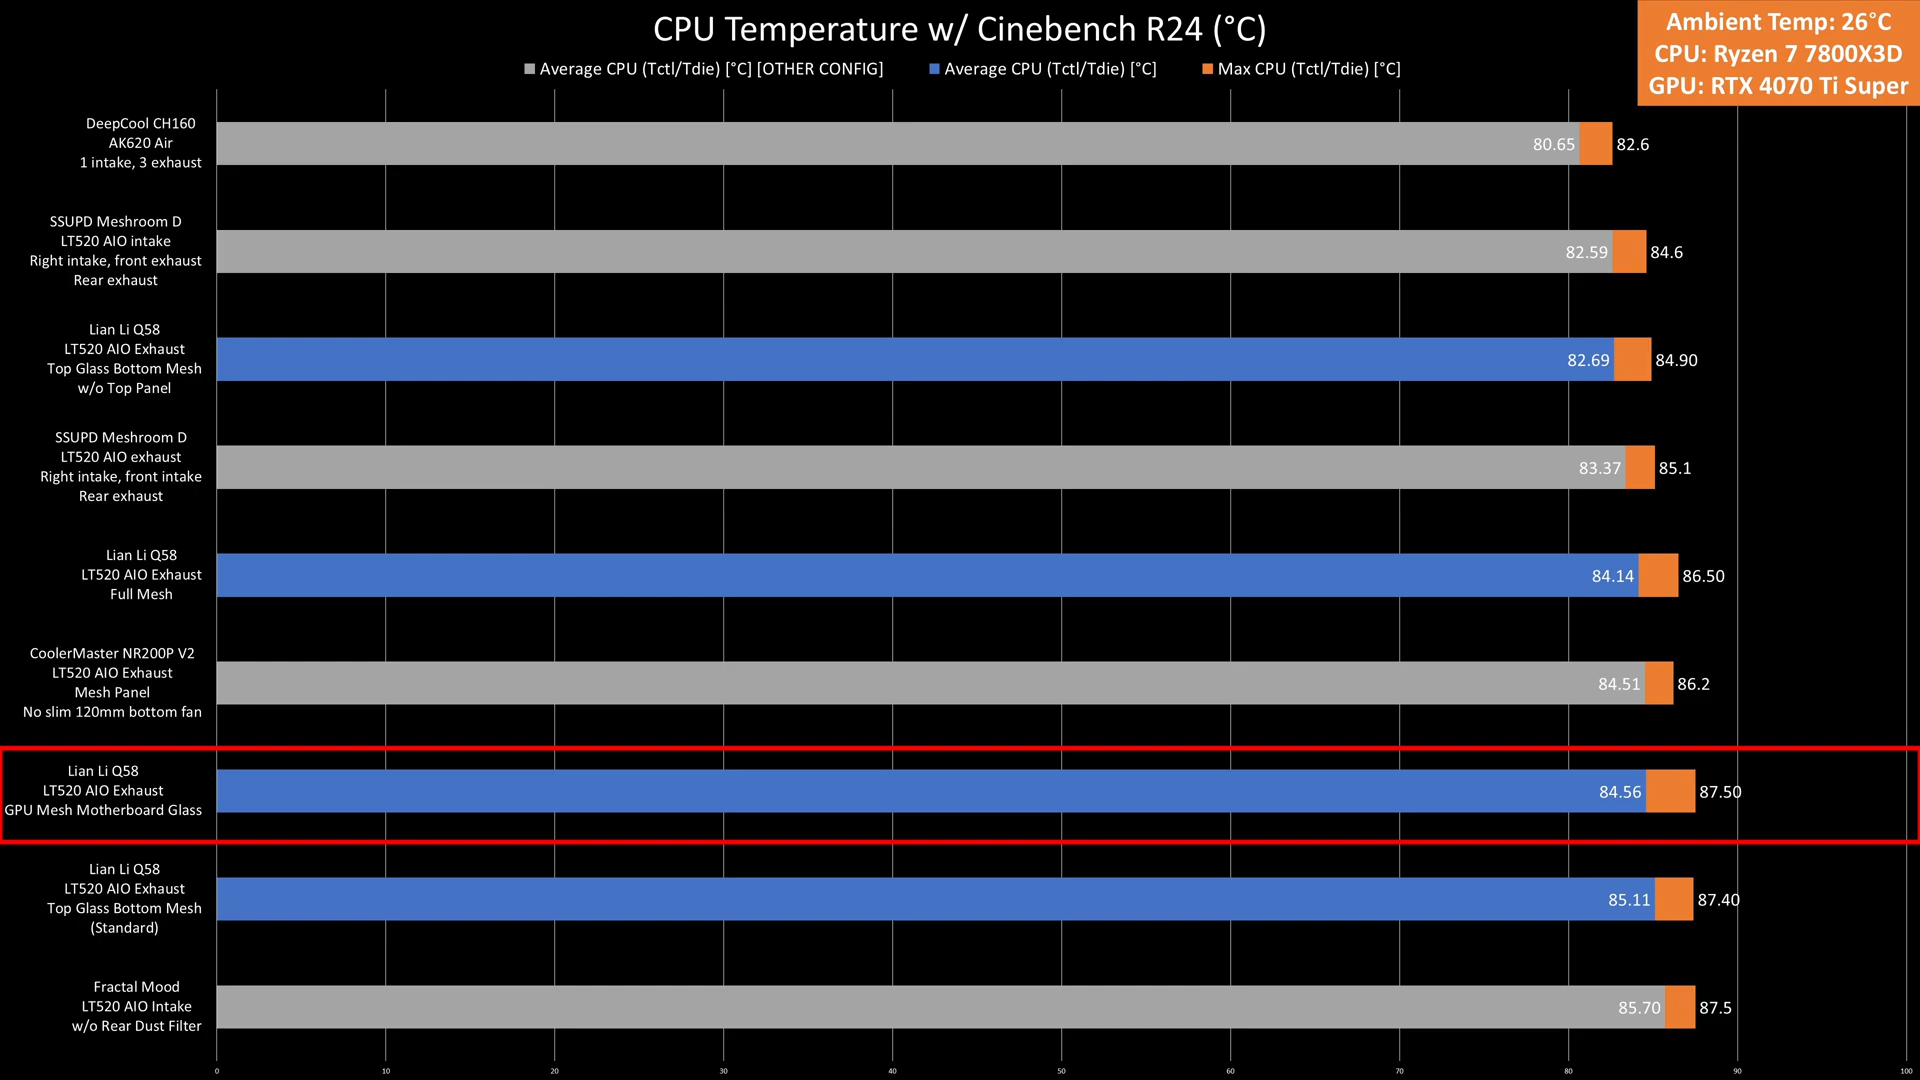 CPU Temperature w/ Cinebench R24 (°C)
Ambient Temp: 26°C
CPU: Ryzen 7 7800X3D
GPU: RTX 4070 Ti Super
Average CPU (Tctl/Tdie) [°C] [OTHER CONFIG]
Average CPU (Tctl/Tdie) [°C]
Max CPU (Tctl/Tdie) [°C]
DeepCool CH160
AK620 Air
1 intake, 3 exhaust
80.65
82.6
SSUPD Meshroom D
LT520 AIO intake
Right intake, front exhaust
Rear exhaust
82.59
84.6
Lian Li Q58
LT520 AIO Exhaust
Top Glass Bottom Mesh
w/o Top Panel
82.69
84.90
SSUPD Meshroom D
LT520 AIO exhaust
Right intake, front intake
Rear exhaust
83.37
85.1
Lian Li Q58
LT520 AIO Exhaust
Full Mesh
84.14
86.50
CoolerMaster NR200P V2
LT520 AIO Exhaust
Mesh Panel
No slim 120mm bottom fan
84.51
86.2
Lian Li Q58
LT520 AIO Exhaust
GPU Mesh Motherboard Glass
84.56
87.50
Lian Li Q58
LT520 AIO Exhaust
Top Glass Bottom Mesh
(Standard)
85.11
87.40
Fractal Mood
LT520 AIO Intake
w/o Rear Dust Filter
85.70
87.5
0 10 20 30 40 50 60 70 80 90 100